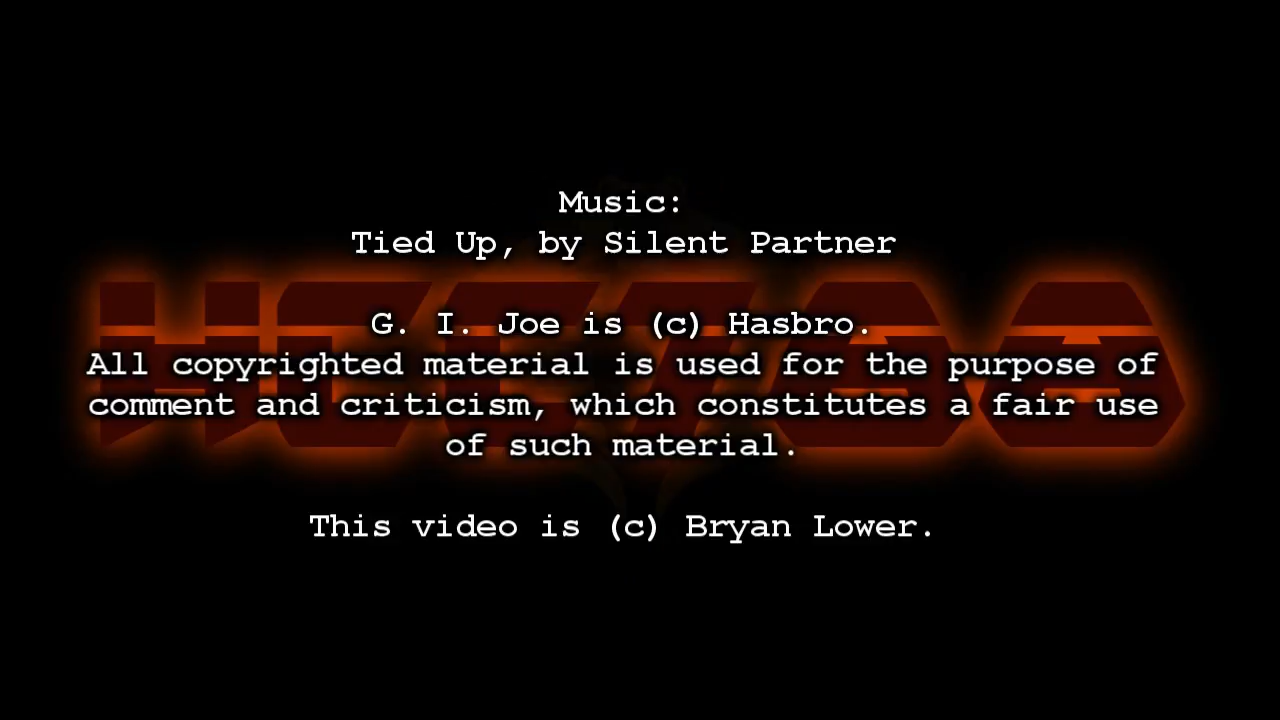 Music:
Tied Up, by Silent Partner
G. I. Joe is (c) Hasbro.
All copyrighted material is used for the purpose of
comment and criticism, which constitutes a fair use
of such material.
This video is (c) Bryan Lower.
HCC788